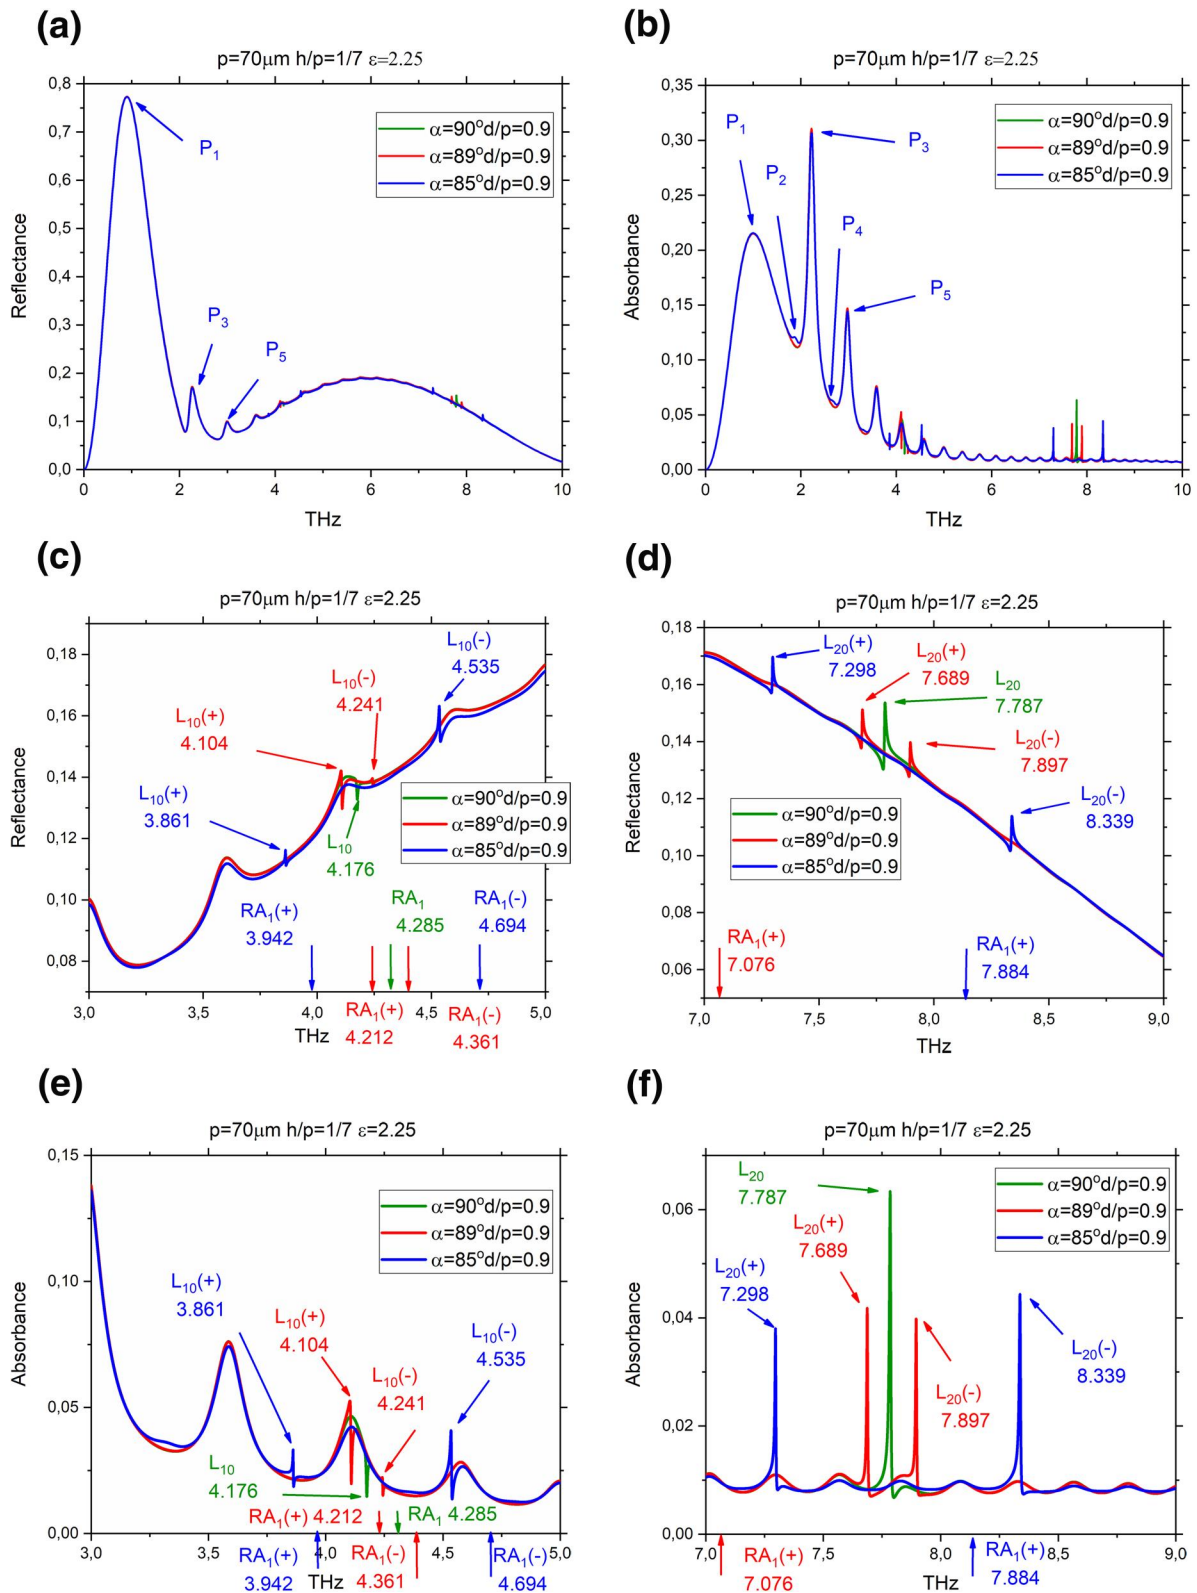 (a)
p=70μm h/p=1/7 ε=2.25
0,8
0,7
0,6
0,5
0,4
0,3
0,2
0,1
0,0
Reflectance
α=90°d/p=0.9
α=89°d/p=0.9
α=85°d/p=0.9
P1
P3
P5
0 2 4 6 8 10
THz
(b)
p=70μm h/p=1/7 ε=2.25
0,35
0,30
0,25
0,20
0,15
0,10
0,05
0,00
Absorbance
α=90°d/p=0.9
α=89°d/p=0.9
α=85°d/p=0.9
P1
P2
P3
P4
P5
0 2 4 6 8 10
THz
(c)
p=70μm h/p=1/7 ε=2.25
0,18
0,16
0,14
0,12
0,10
0,08
Reflectance
L10(-)
4.535
L10(-)
4.241
L10(+)
4.104
L10(+)
3.861
α=90°d/p=0.9
α=89°d/p=0.9
α=85°d/p=0.9
L10
4.176
RA1(+)
3.942
RA1
4.285
RA1(-)
4.694
3,0 3,5 4,0 4,5 5,0
THz
RA1(+)
4.212
RA1(-)
4.361
(d)
p=70μm h/p=1/7 ε=2.25
0,18
0,16
0,14
0,12
0,10
0,08
0,06
Reflectance
L20(+)
7.298
L20(+)
7.689
L20
7.787
L20(-)
7.897
L20(-)
8.339
α=90°d/p=0.9
α=89°d/p=0.9
α=85°d/p=0.9
RA1(+)
7.076
RA1(+)
7.884
7,0 7,5 8,0 8,5 9,0
THz
(e)
p=70μm h/p=1/7 ε=2.25
0,15
0,10
0,05
0,00
Absorbance
α=90°d/p=0.9
α=89°d/p=0.9
α=85°d/p=0.9
L10(+)
3.861
L10(+)
4.104
L10(-)
4.535
L10(-)
4.241
L10
4.176
RA1(+) 4.212
RA1 4.285
3,0 3,5 4,0 4,5 5,0
RA1(+)
3.942
THz
RA1(-)
4.361
RA1(-)
4.694
(f)
p=70μm h/p=1/7 ε=2.25
0,06
0,04
0,02
0,00
Absorbance
L20
7.787
α=90°d/p=0.9
α=89°d/p=0.9
α=85°d/p=0.9
L20(+)
7.689
L20(+)
7.298
L20(-)
8.339
L20(-)
7.897
7,0 7,5 8,0 8,5 9,0
RA1(+)
7.076
THz
RA1(+)
7.884